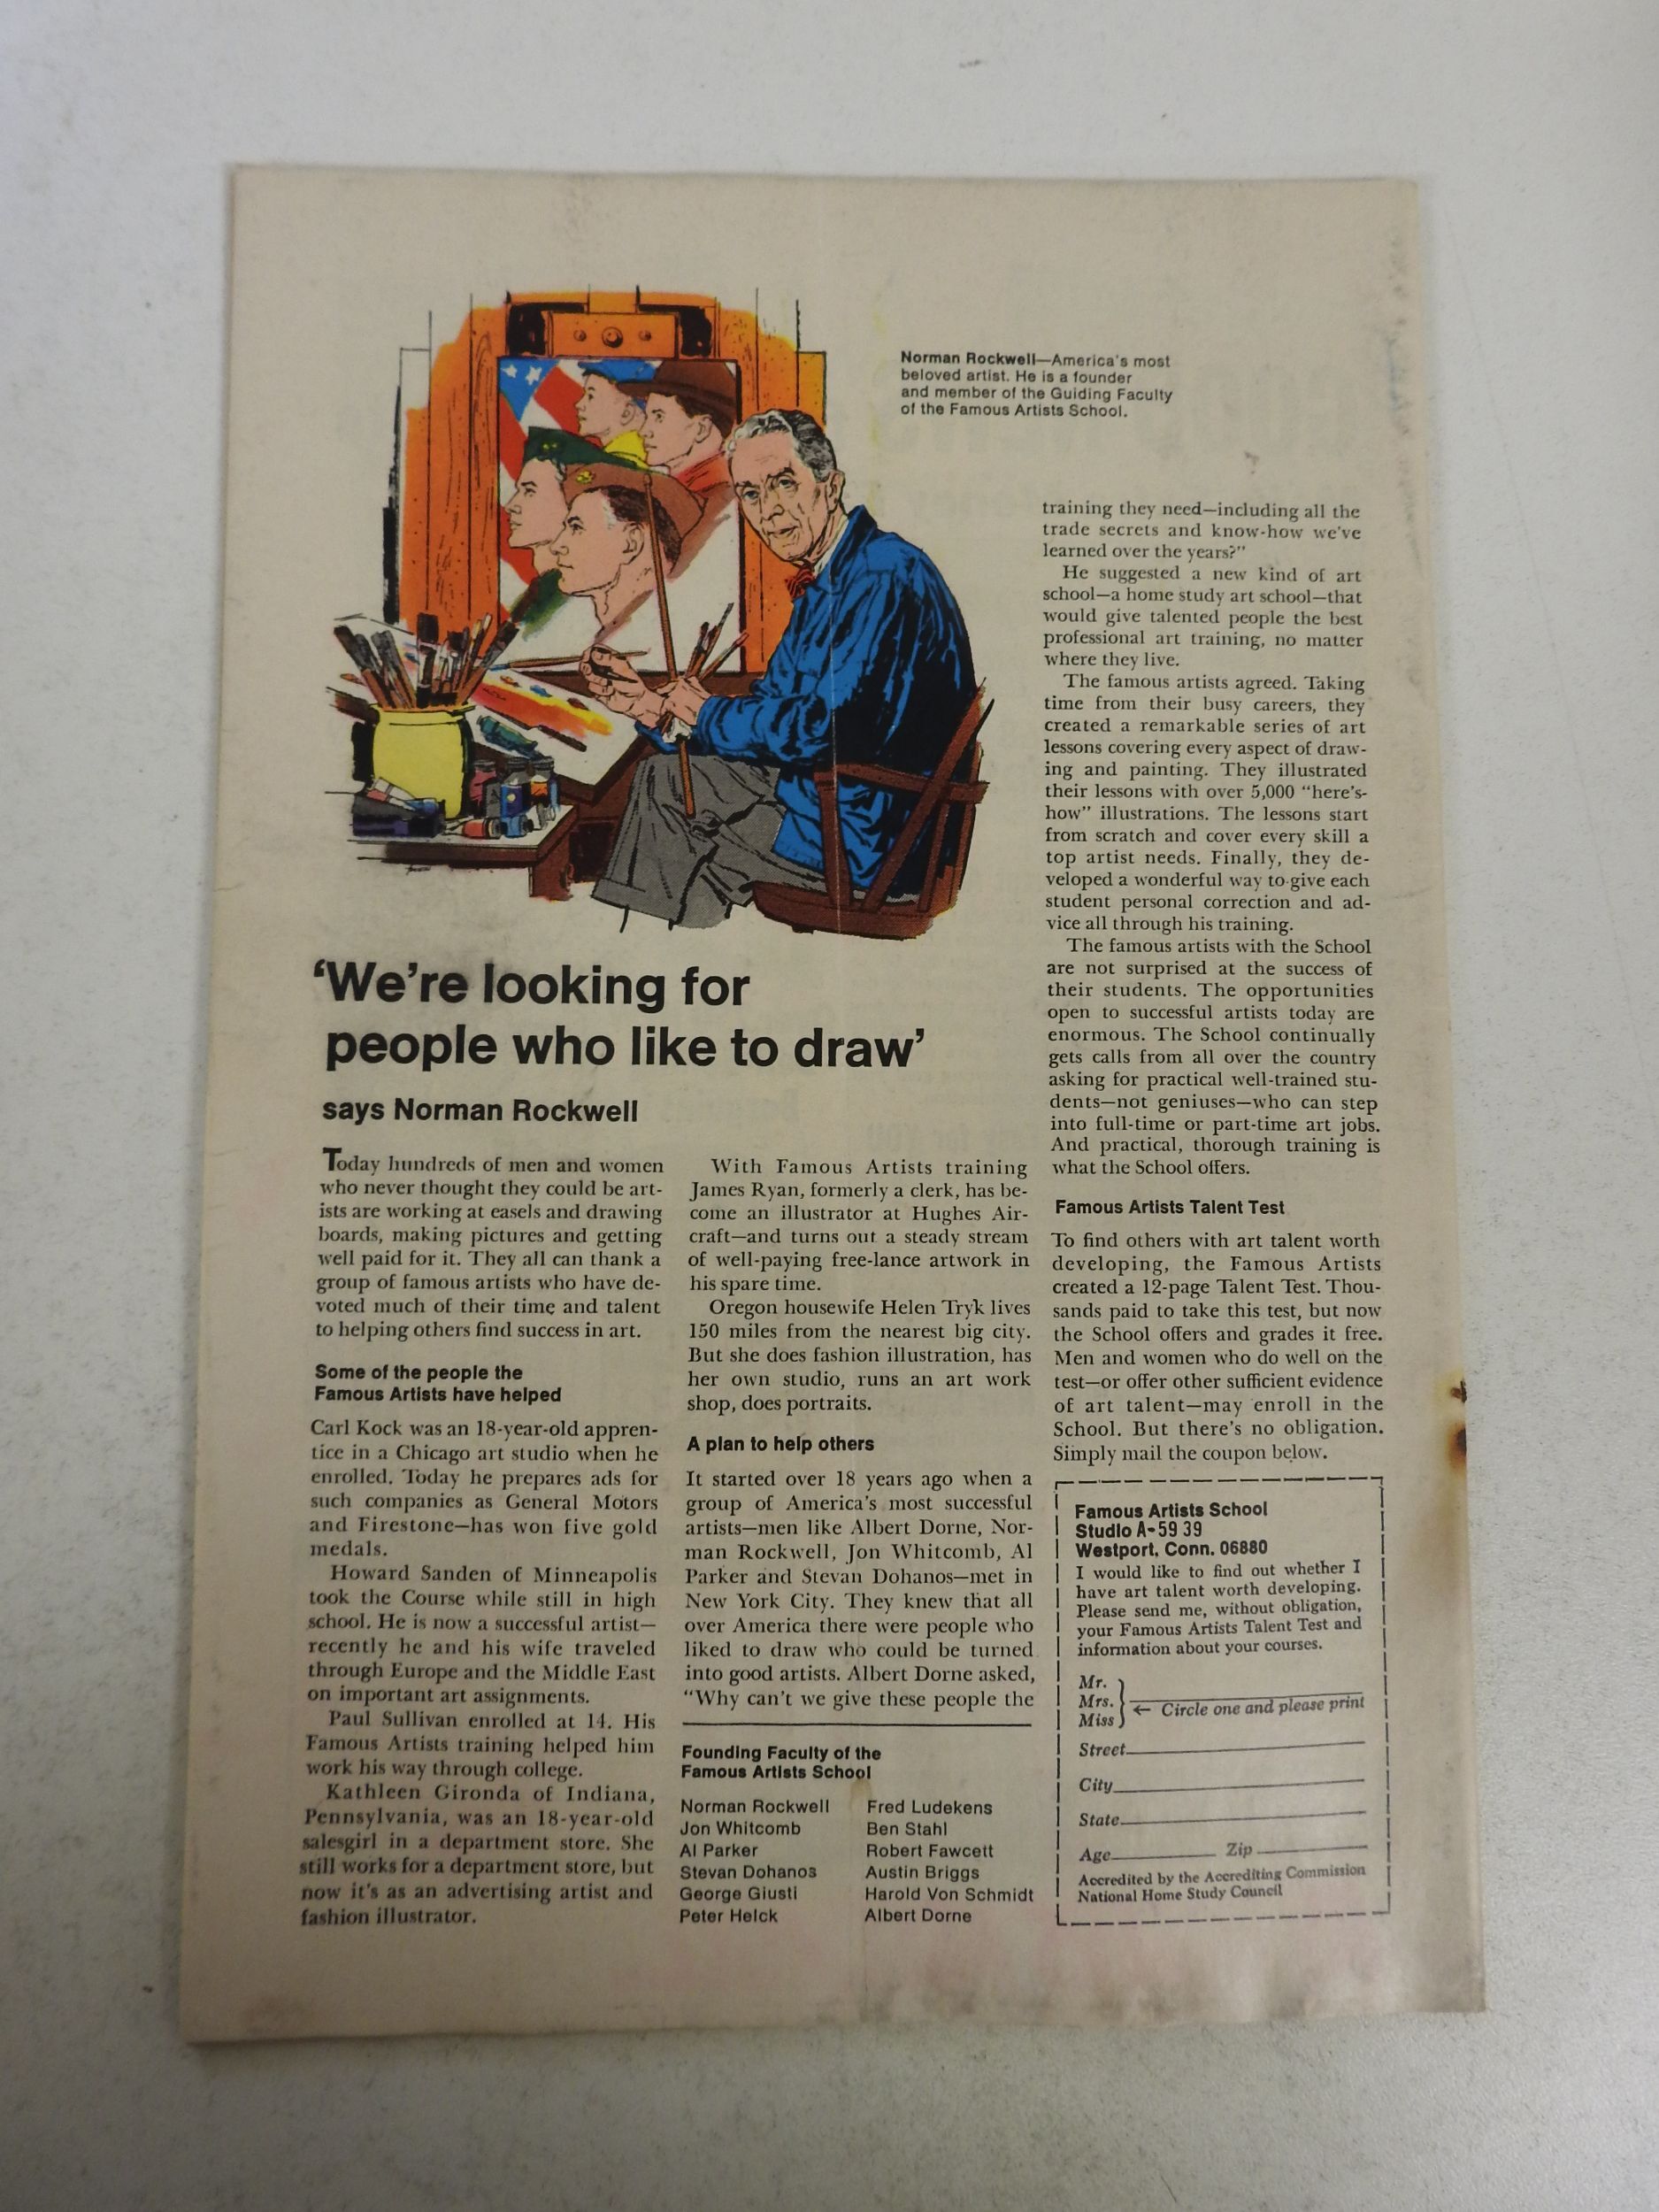 Norman Rockwell—America's most
beloved artist. He is a founder
and member of the Guiding Faculty
of the Famous Artists School.
'We're looking for
people who like to draw'
says Norman Rockwell
Today hundreds of men and women
who never thought they could be art-
ists are working at easels and drawing
boards, making pictures and getting
well paid for it. They all can thank a
group of famous artists who have de-
voted much of their time and talent
to helping others find success in art.
Some of the people the
Famous Artists have helped
Carl Kock was an 18-year-old appren-
tice in a Chicago art studio when he
enrolled. Today he prepares ads for
such companies as General Motors
and Firestone—has won five gold
medals.
Howard Sanden of Minneapolis
took the Course while still in high
school. He is now a successful artist—
recently he and his wife traveled
through Europe and the Middle East
on important art assignments.
Paul Sullivan enrolled at 14. His
Famous Artists training helped him
work his way through college.
Kathleen Gironda of Indiana,
Pennsylvania, was an 18-year-old
salesgirl in a department store. She
still works for a department store, but
now it's as an advertising artist and
fashion illustrator.
With Famous Artists training
James Ryan, formerly a clerk, has be-
come an illustrator at Hughes Air-
craft—and turns out a steady stream
of well-paying free-lance artwork in
his spare time.
Oregon housewife Helen Tryk lives
150 miles from the nearest big city.
But she does fashion illustration, has
her own studio, runs an art work
shop, does portraits.
A plan to help others
It started over 18 years ago when a
group of America's most successful
artists—men like Albert Dorne, Nor-
man Rockwell, Jon Whitcomb, Al
Parker and Stevan Dohanos—met in
New York City. They knew that all
over America there were people who
liked to draw who could be turned
into good artists. Albert Dorne asked,
"Why can't we give these people the
Founding Faculty of the
Famous Artists School
Norman Rockwell
Jon Whitcomb
Al Parker
Stevan Dohanos
George Giusti
Peter Helck
Fred Ludekens
Ben Stahl
Robert Fawcett
Austin Briggs
Harold Von Schmidt
Albert Dorne
training they need—including all the
trade secrets and know-how we've
learned over the years?"
He suggested a new kind of art
school—a home study art school—that
would give talented people the best
professional art training, no matter
where they live.
The famous artists agreed. Taking
time from their busy careers, they
created a remarkable series of art
lessons covering every aspect of draw-
ing and painting. They illustrated
their lessons with over 5,000 "here's-
how" illustrations. The lessons start
from scratch and cover every skill a
top artist needs. Finally, they de-
veloped a wonderful way to give each
student personal correction and ad-
vice all through his training.
The famous artists with the School
are not surprised at the success of
their students. The opportunities
open to successful artists today are
enormous. The School continually
gets calls from all over the country
asking for practical well-trained stu-
dents—not geniuses—who can step
into full-time or part-time art jobs.
And practical, thorough training is
what the School offers.
Famous Artists Talent Test
To find others with art talent worth
developing, the Famous Artists
created a 12-page Talent Test. Thou-
sands paid to take this test, but now
the School offers and grades it free.
Men and women who do well on the
test—or offer other sufficient evidence
of art talent—may enroll in the
School. But there's no obligation.
Simply mail the coupon below.
Famous Artists School
Studio A-59 39
Westport, Conn. 06880
I would like to find out whether I
have art talent worth developing.
Please send me, without obligation,
your Famous Artists Talent Test and
information about your courses.
Mr.
Mrs. ← Circle one and please print
Miss
Street
City
State
Age Zip
Accredited by the Accrediting Commission
National Home Study Council